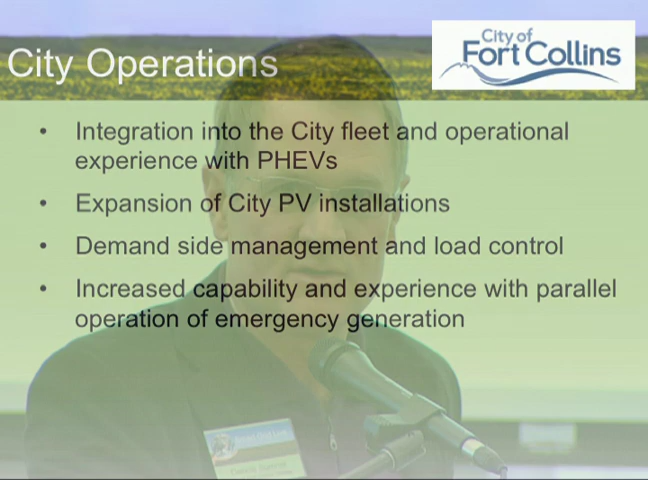 City of
Fort Collins
City Operations
• Integration into the City fleet and operational
experience with PHEVs
• Expansion of City PV installations
• Demand side management and load control
• Increased capability and experience with parallel
operation of emergency generation